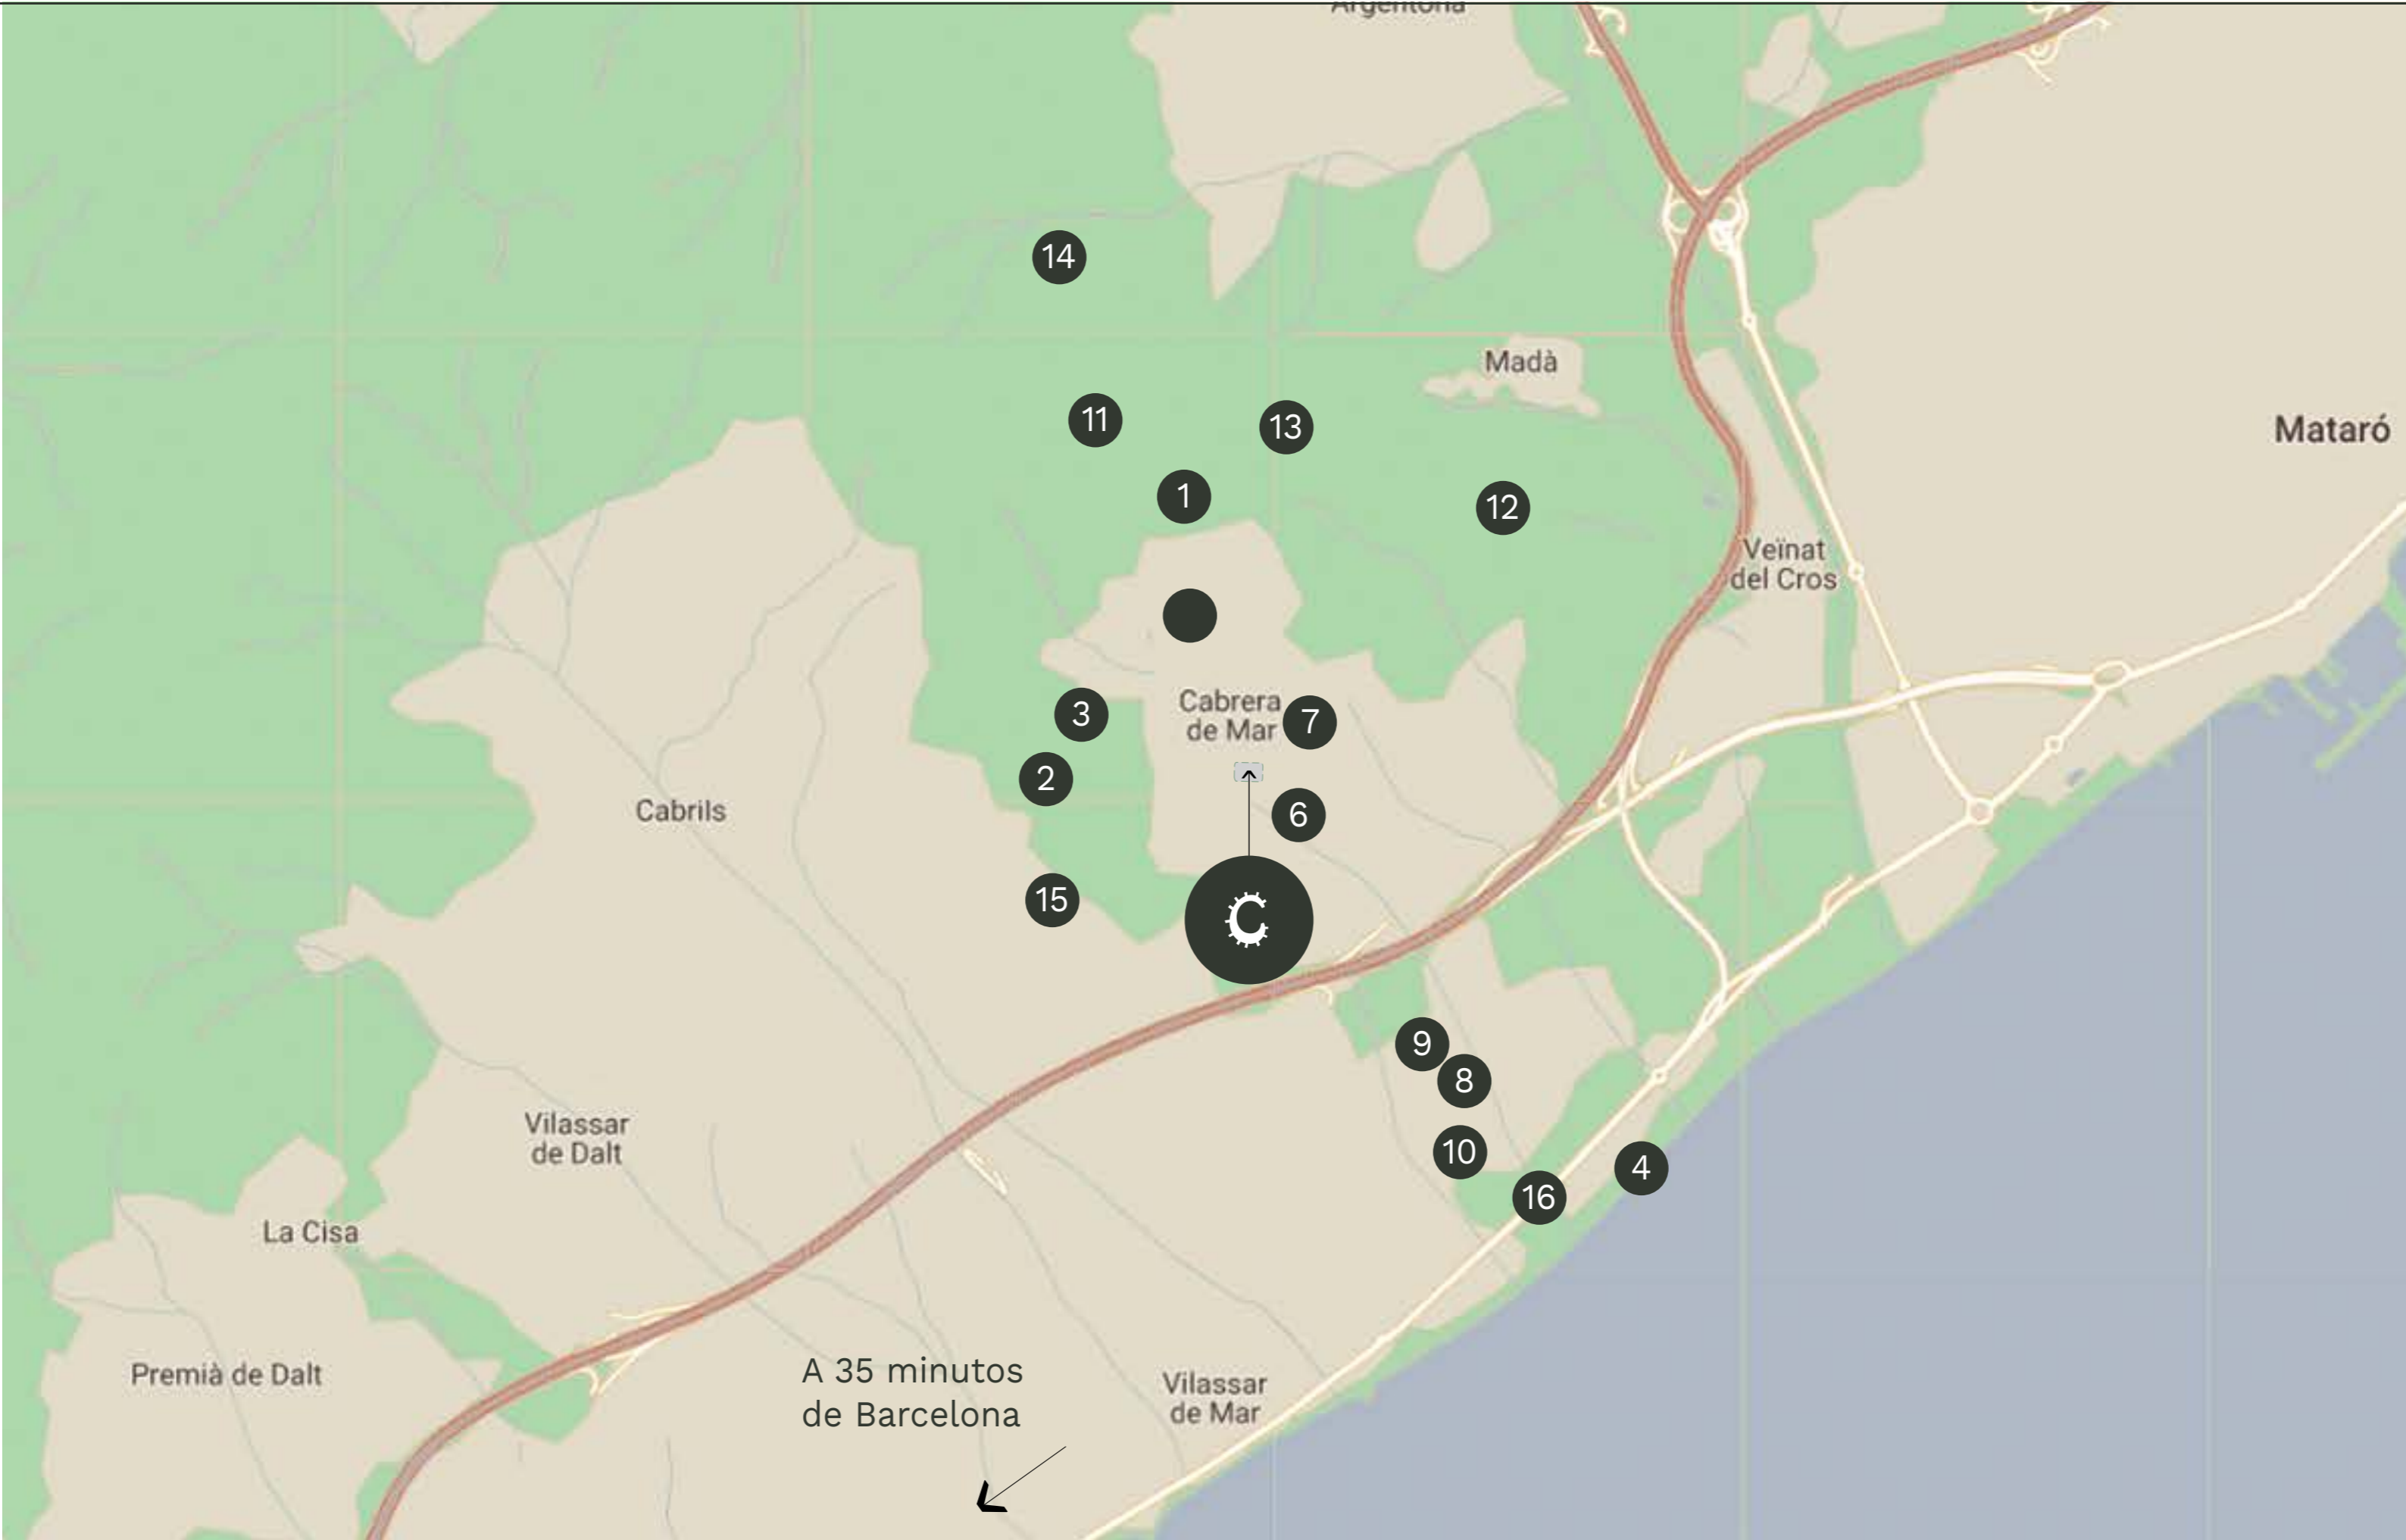 Argentona
14
Madà
11
13
Mataró
1
12
Veïnat
del Cros
3
Cabrera
de Mar
7
2
6
Cabrils
15
C
9
8
Vilassar
de Dalt
10
4
16
La Cisa
A 35 minutos
de Barcelona
Premià de Dalt
Vilassar
de Mar